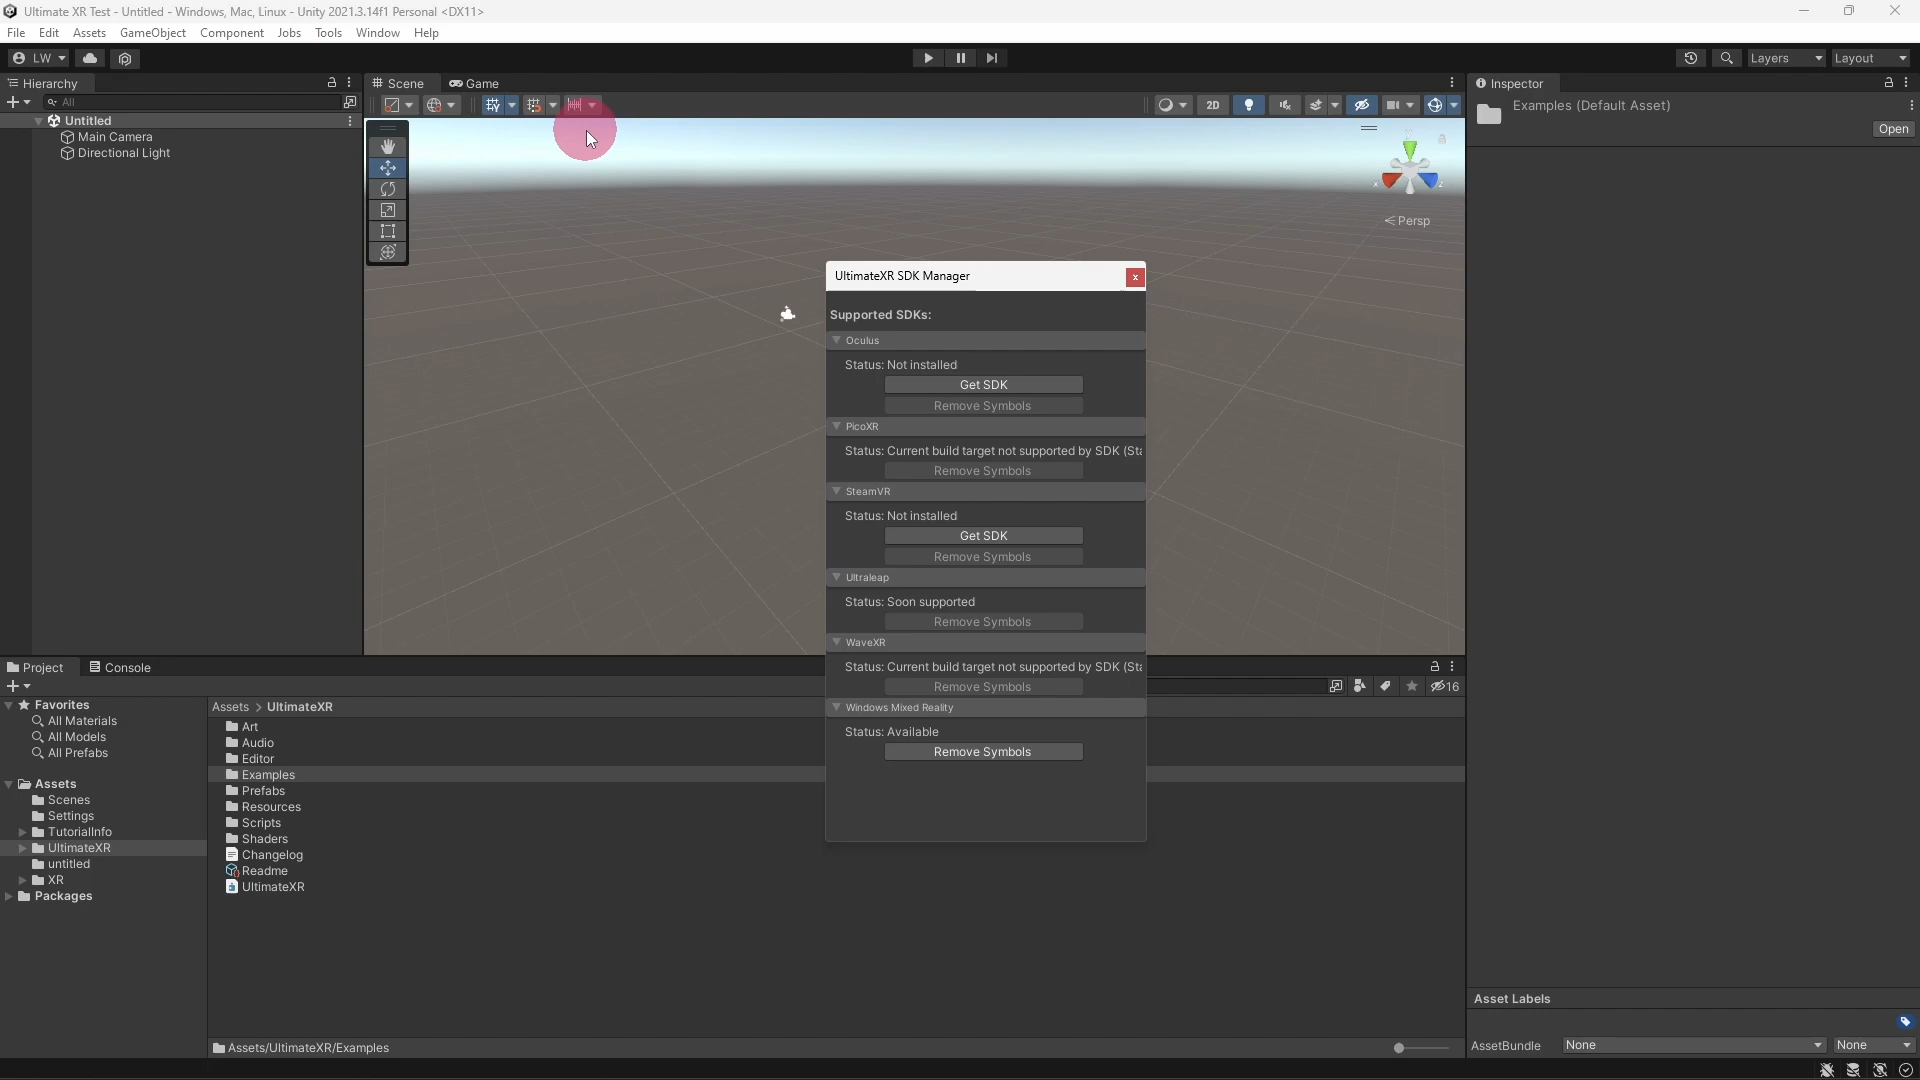 Ultimate XR Test - Untitled - Windows, Mac, Linux - Unity 2021.3.14f1 Personal <DX11>
File Edit Assets GameObject Component Jobs Tools Window Help
LW Layers Layout
Hierarchy
All
Untitled
Main Camera
Directional Light
Scene Game
2D
Persp
Inspector
Examples (Default Asset)
Open
UltimateXR SDK Manager
Supported SDKs:
Oculus
Status: Not installed
Get SDK
Remove Symbols
PicoXR
Status: Current build target not supported by SDK (Sta
Remove Symbols
SteamVR
Status: Not installed
Get SDK
Remove Symbols
Ultraleap
Status: Soon supported
Remove Symbols
WaveXR
Status: Current build target not supported by SDK (Sta
Remove Symbols
Windows Mixed Reality
Status: Available
Remove Symbols
Project Console
16
Favorites
All Materials
All Models
All Prefabs
Assets
Scenes
Settings
TutorialInfo
UltimateXR
untitled
XR
Packages
Assets > UltimateXR
Art
Audio
Editor
Examples
Prefabs
Resources
Scripts
Shaders
Changelog
Readme
UltimateXR
Assets/UltimateXR/Examples
Asset Labels
AssetBundle None None